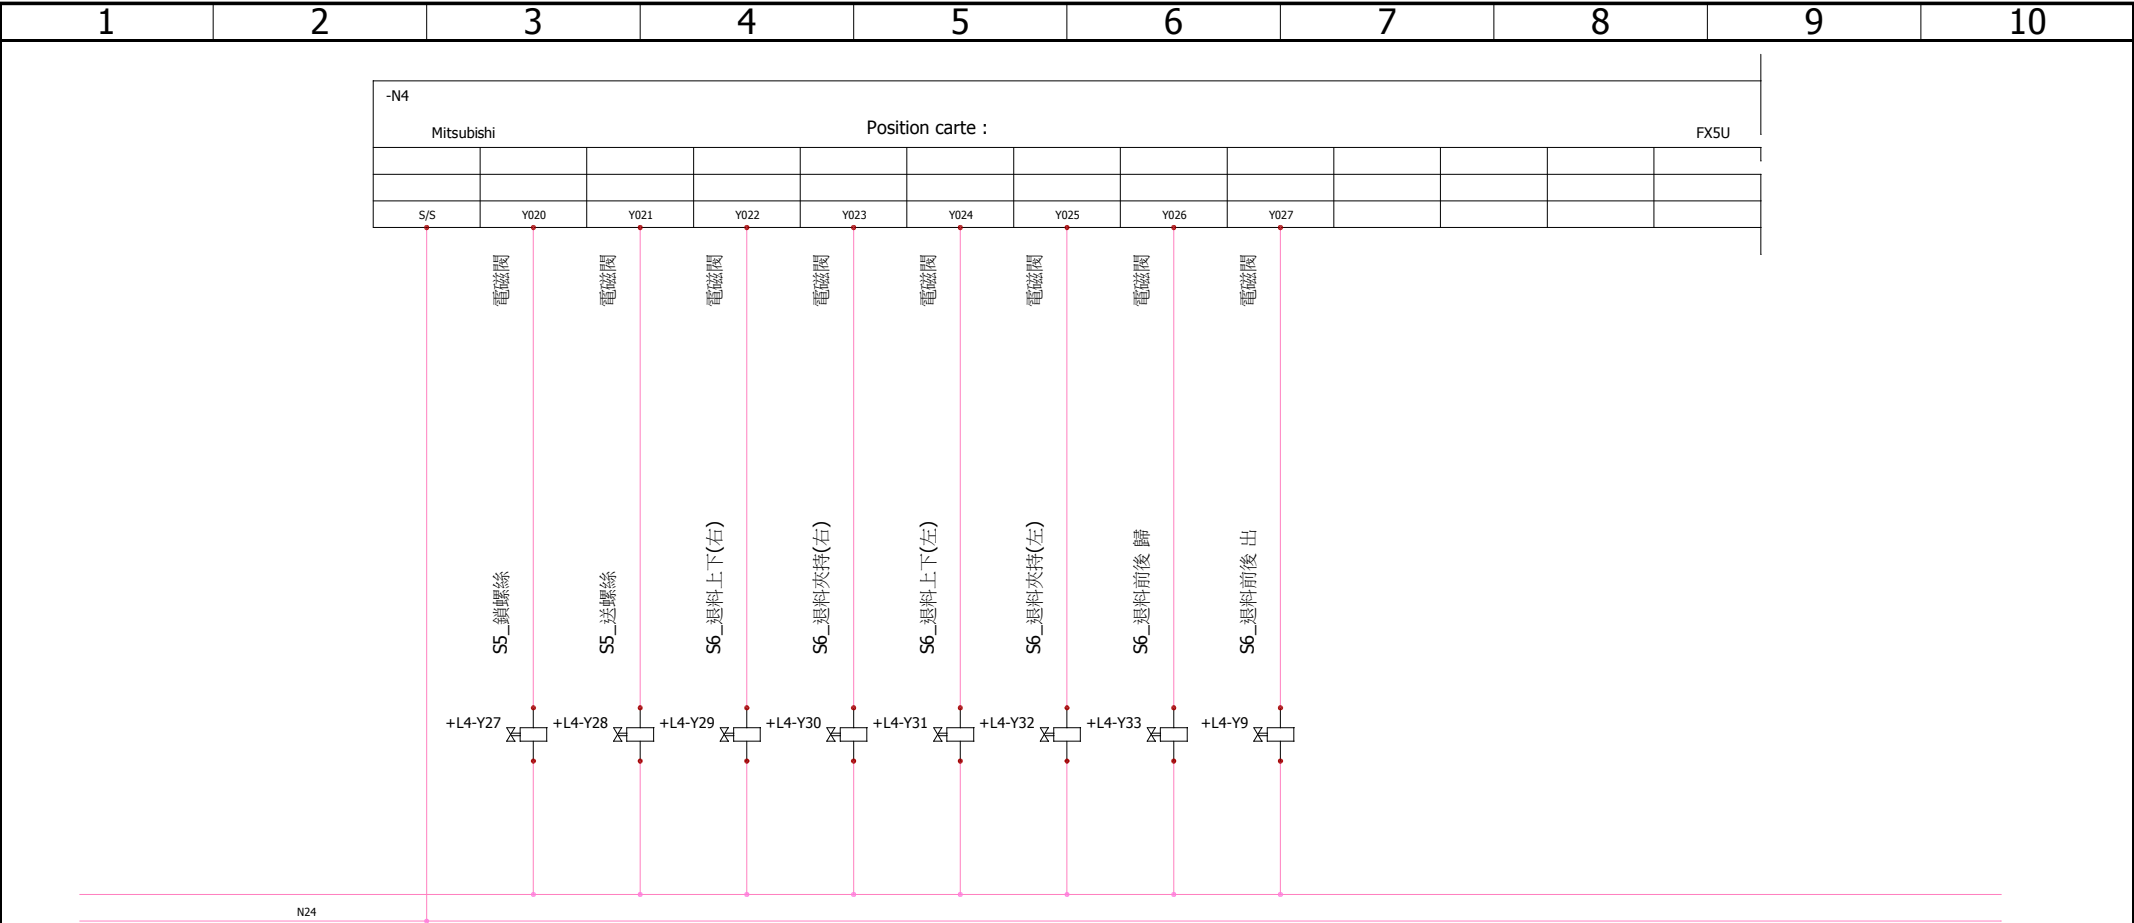 1 2 3 4 5 6 7 8 9 10
-N4
Mitsubishi Position carte : FX5U
S/S Y020 Y021 Y022 Y023 Y024 Y025 Y026 Y027
電磁閥
電磁閥
電磁閥
電磁閥
電磁閥
電磁閥
電磁閥
電磁閥
S5_鎖螺絲
S5_送螺絲
S6_退料上下(右)
S6_退料夾持(右)
S6_退料上下(左)
S6_退料夾持(左)
S6_退料前後 歸
S6_退料前後 出
+L4-Y27 +L4-Y28 +L4-Y29 +L4-Y30 +L4-Y31 +L4-Y32 +L4-Y33 +L4-Y9
N24